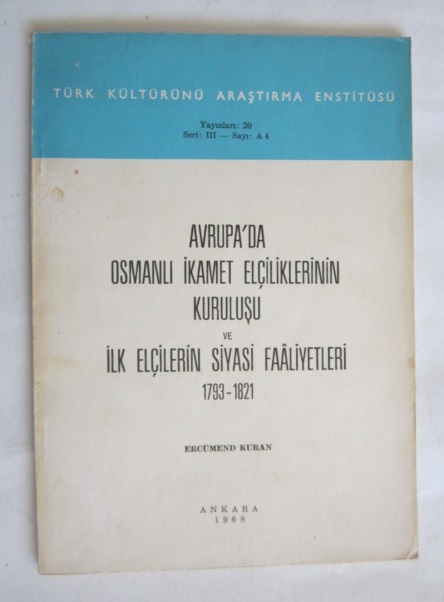 TÜRK KÜLTÜRÜNÜ ARAŞTIRMA ENSTİTÜSÜ
Yayınları: 20
Seri: III — Sayı: A 4
AVRUPA'DA
OSMANLI İKAMET ELÇİLİKLERİNİN
KURULUŞU
VE
İLK ELÇİLERİN SİYASİ FAÂLİYETLERİ
1793-1821
ERCÜMEND KURAN
ANKARA
1968